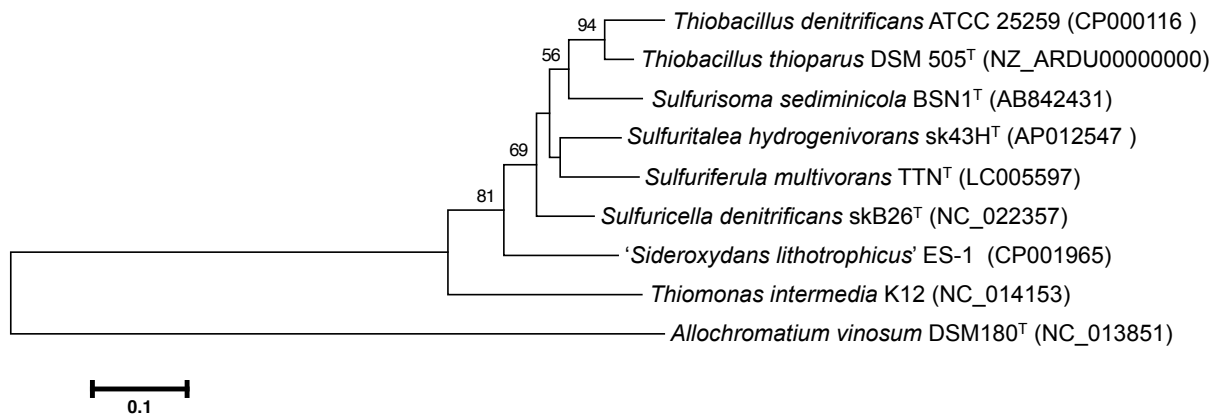 94
Thiobacillus denitrificans ATCC 25259 (CP000116 )
56
Thiobacillus thioparus DSM 505ᵀ (NZ_ARDU00000000)
Sulfurisoma sediminicola BSN1ᵀ (AB842431)
69
Sulfuritalea hydrogenivorans sk43Hᵀ (AP012547 )
Sulfuriferula multivorans TTNᵀ (LC005597)
81
Sulfuricella denitrificans skB26ᵀ (NC_022357)
‘Sideroxydans lithotrophicus’ ES-1 (CP001965)
Thiomonas intermedia K12 (NC_014153)
Allochromatium vinosum DSM180ᵀ (NC_013851)
0.1